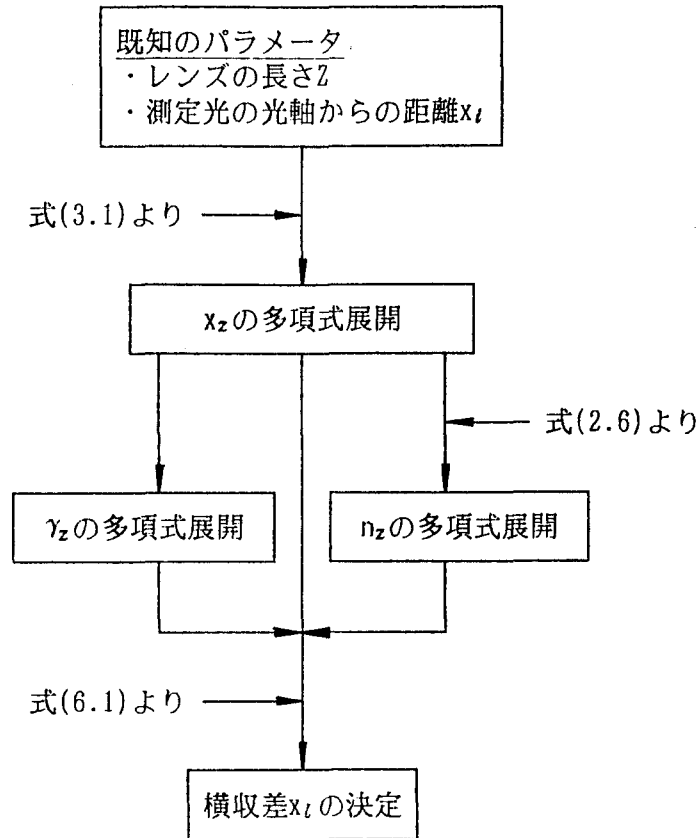 既知のパラメータ
・レンズの長さZ
・測定光の光軸からの距離xl
式(3.1)より
xzの多項式展開
式(2.6)より
γzの多項式展開
nzの多項式展開
式(6.1)より
横収差xlの決定